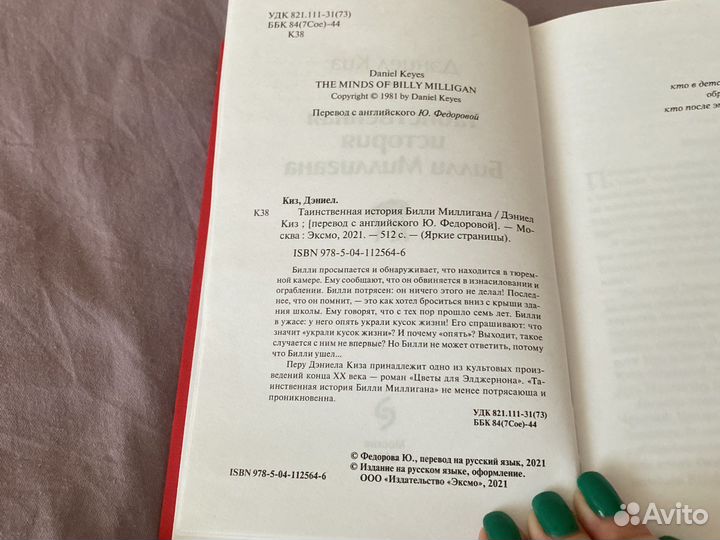 УДК 821.111-31(73)
ББК 84(7Сое)-44
К38
Daniel Keyes
THE MINDS OF BILLY MILLIGAN
Copyright © 1981 by Daniel Keyes
Перевод с английского Ю. Федоровой
Киз, Дэниел.
К38 Таинственная история Билли Миллигана / Дэниел
Киз ; [перевод с английского Ю. Федоровой]. — Мо-
сква : Эксмо, 2021. — 512 с. — (Яркие страницы).
ISBN 978-5-04-112564-6
Билли просыпается и обнаруживает, что находится в тюрем-
ной камере. Ему сообщают, что он обвиняется в изнасиловании и
ограблении. Билли потрясен: он ничего этого не делал! Послед-
нее, что он помнит, — это как хотел броситься вниз с крыши зда-
ния школы. Ему говорят, что с тех пор прошло семь лет. Билли
в ужасе: у него опять украли кусок жизни! Его спрашивают: что
значит «украли кусок жизни»? И почему «опять»? Выходит, такое
случается с ним не впервые? Но Билли не может ответить, потому
что Билли ушел...
Перу Дэниела Киза принадлежит одно из культовых произ-
ведений конца XX века — роман «Цветы для Элджернона». «Та-
инственная история Билли Миллигана» не менее потрясающа и
проникновенна.
УДК 821.111-31(73)
ББК 84(7Сое)-44
© Федорова Ю., перевод на русский язык, 2021
© Издание на русском языке, оформление.
ISBN 978-5-04-112564-6 ООО «Издательство «Эксмо», 2021
кто в детс
обр
кто после эт
Avito